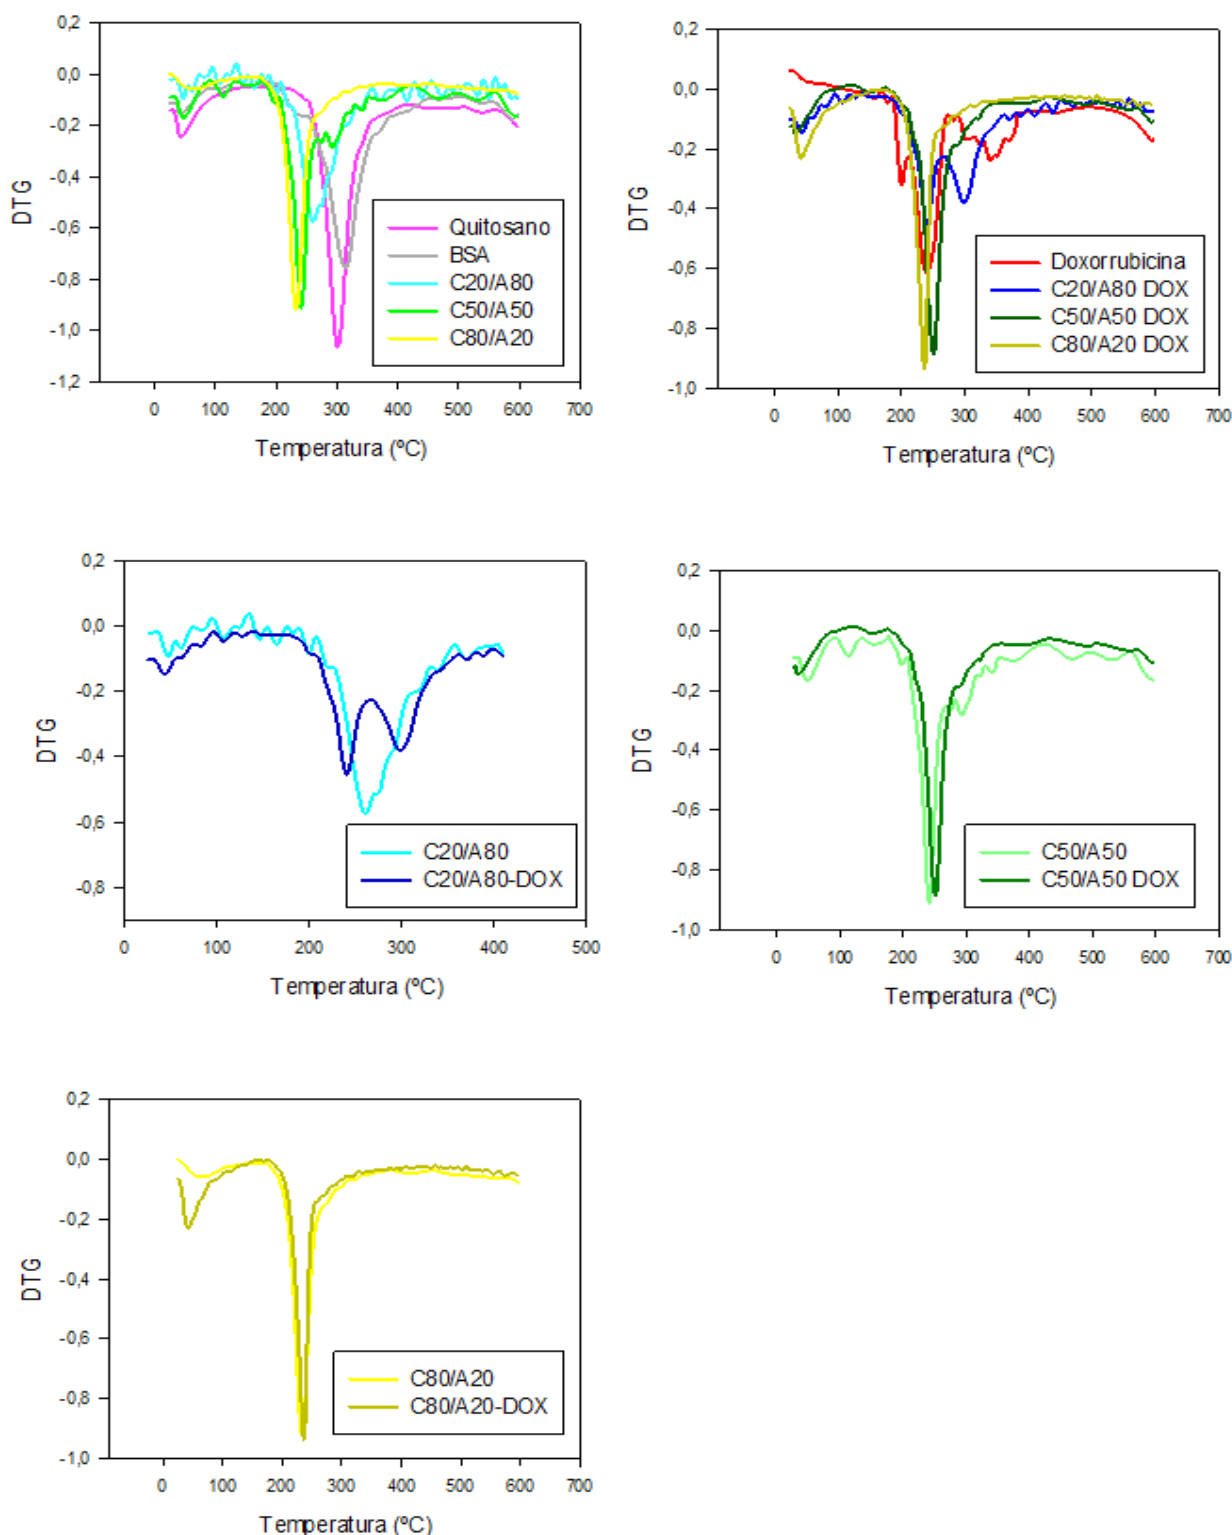 0,2
0,0
-0,2
-0,4
-0,6
-0,8
-1,0
-1,2
DTG
Quitosano
BSA
C20/A80
C50/A50
C80/A20
0 100 200 300 400 500 600 700
Temperatura (ºC)
0,2
0,0
-0,2
-0,4
-0,6
-0,8
-1,0
DTG
Doxorrubicina
C20/A80 DOX
C50/A50 DOX
C80/A20 DOX
0 100 200 300 400 500 600 700
Temperatura (ºC)
0,2
0,0
-0,2
-0,4
-0,6
-0,8
DTG
C20/A80
C20/A80-DOX
0 100 200 300 400 500
Temperatura (ºC)
0,2
0,0
-0,2
-0,4
-0,6
-0,8
-1,0
DTG
C50/A50
C50/A50 DOX
0 100 200 300 400 500 600 700
Temperatura (ºC)
0,2
0,0
-0,2
-0,4
-0,6
-0,8
-1,0
DTG
C80/A20
C80/A20-DOX
0 100 200 300 400 500 600 700
Temperatura (ºC)